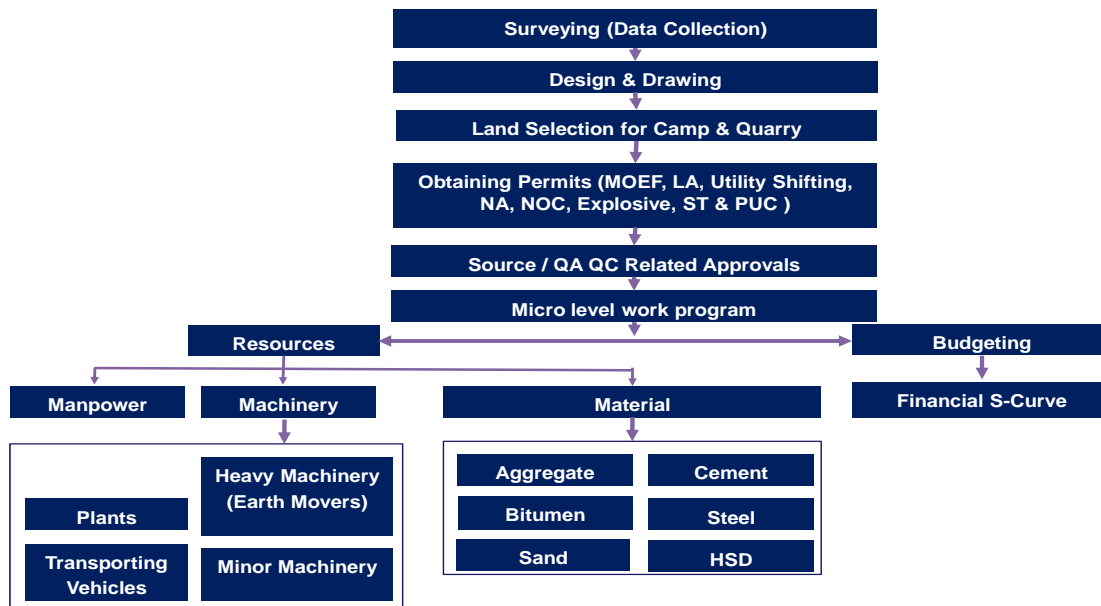 Surveying (Data Collection)
Design & Drawing
Land Selection for Camp & Quarry
Obtaining Permits (MOEF, LA, Utility Shifting,
NA, NOC, Explosive, ST & PUC )
Source / QA QC Related Approvals
Micro level work program
Resources
Budgeting
Manpower
Machinery
Material
Financial S-Curve
Plants
Heavy Machinery
(Earth Movers)
Transporting
Vehicles
Minor Machinery
Aggregate
Cement
Bitumen
Steel
Sand
HSD